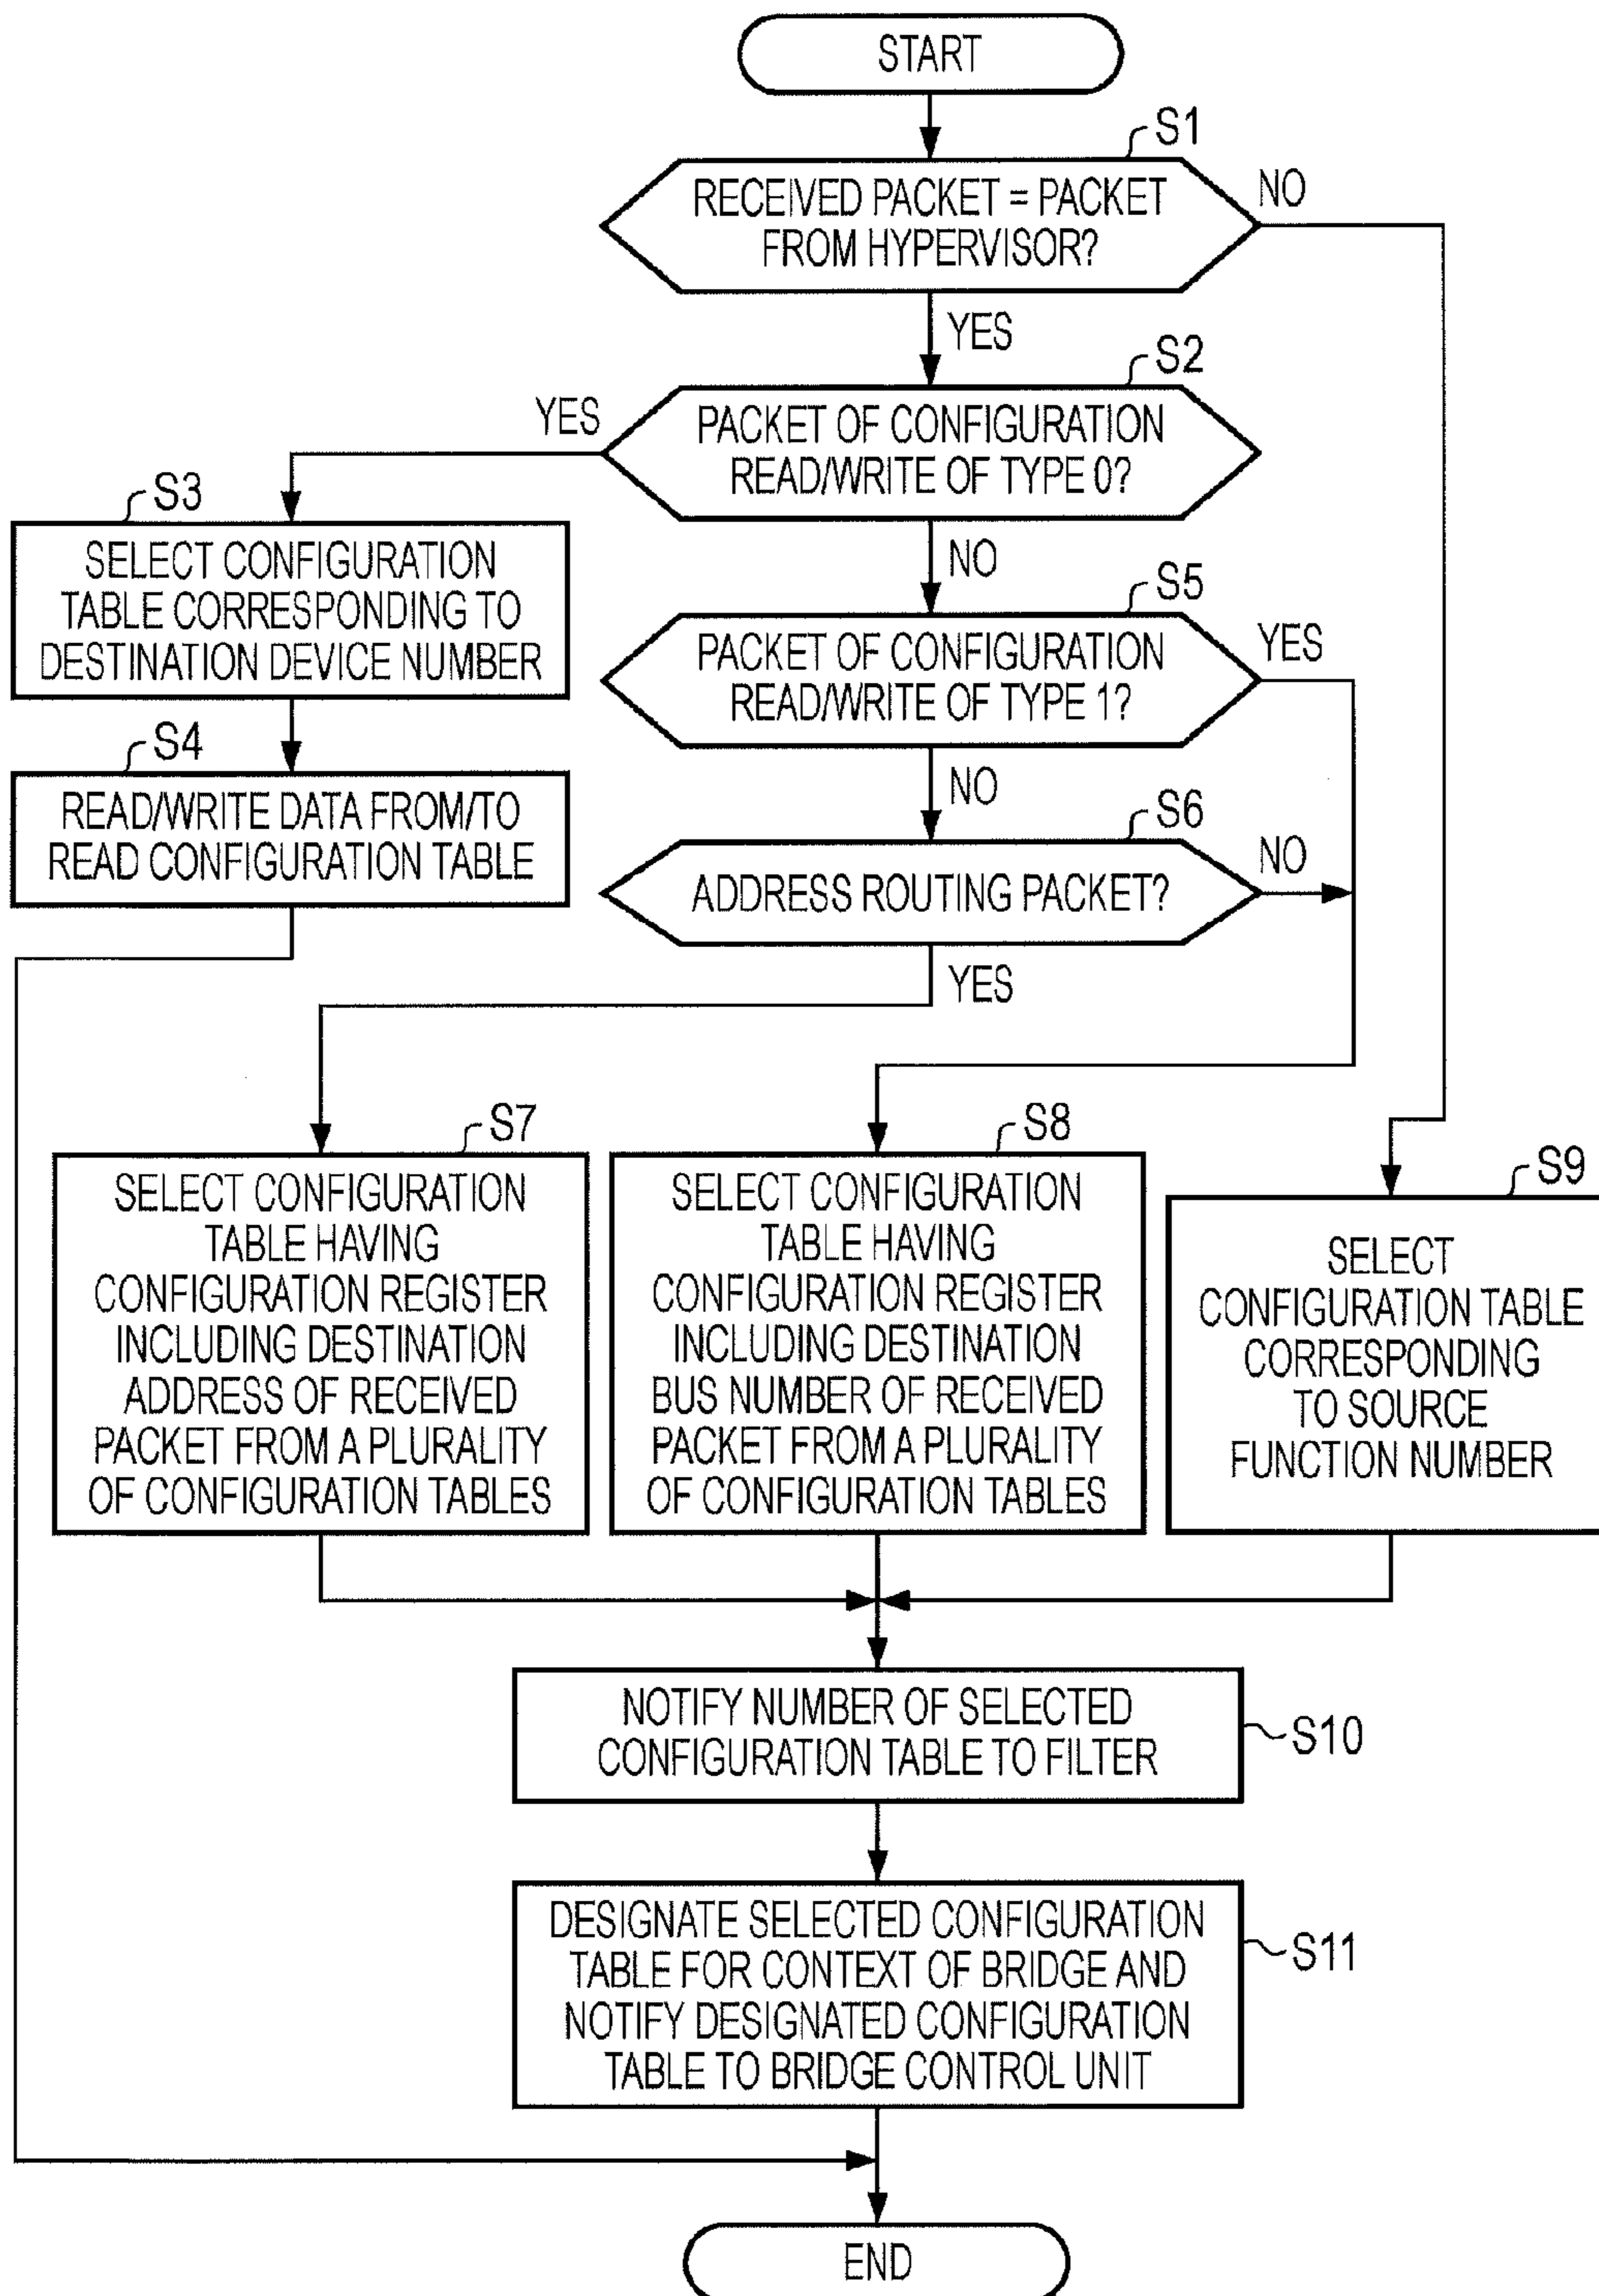 START
S1
RECEIVED PACKET = PACKET
FROM HYPERVISOR?
NO
YES
S2
PACKET OF CONFIGURATION
READ/WRITE OF TYPE 0?
YES
NO
S3
SELECT CONFIGURATION
TABLE CORRESPONDING TO
DESTINATION DEVICE NUMBER
S5
PACKET OF CONFIGURATION
READ/WRITE OF TYPE 1?
YES
NO
S4
READ/WRITE DATA FROM/TO
READ CONFIGURATION TABLE
S6
ADDRESS ROUTING PACKET?
NO
YES
S7
SELECT CONFIGURATION
TABLE HAVING
CONFIGURATION REGISTER
INCLUDING DESTINATION
ADDRESS OF RECEIVED
PACKET FROM A PLURALITY
OF CONFIGURATION TABLES
S8
SELECT CONFIGURATION
TABLE HAVING
CONFIGURATION REGISTER
INCLUDING DESTINATION
BUS NUMBER OF RECEIVED
PACKET FROM A PLURALITY
OF CONFIGURATION TABLES
S9
SELECT
CONFIGURATION TABLE
CORRESPONDING
TO SOURCE
FUNCTION NUMBER
NOTIFY NUMBER OF SELECTED
CONFIGURATION TABLE TO FILTER
S10
DESIGNATE SELECTED CONFIGURATION
TABLE FOR CONTEXT OF BRIDGE AND
NOTIFY DESIGNATED CONFIGURATION
TABLE TO BRIDGE CONTROL UNIT
S11
END